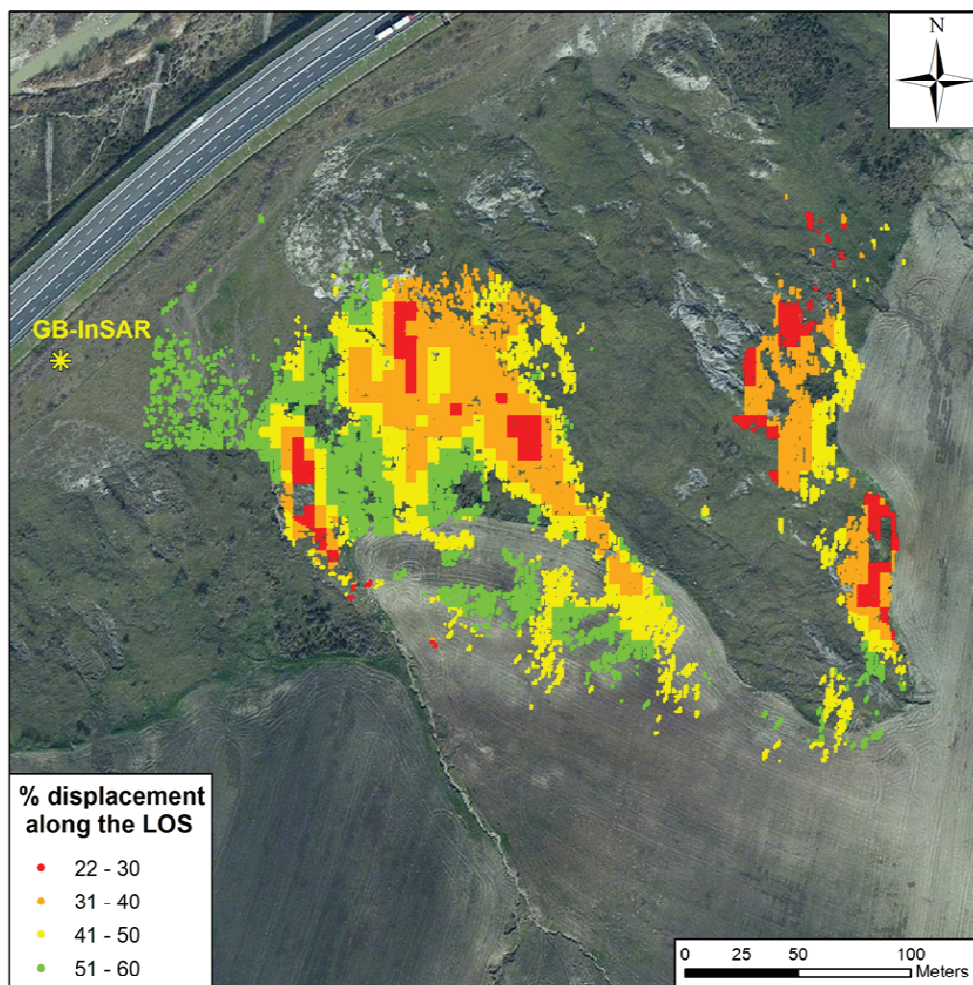 N
GB-InSAR
% displacement
along the LOS
22 - 30
31 - 40
41 - 50
51 - 60
0 25 50 100
Meters